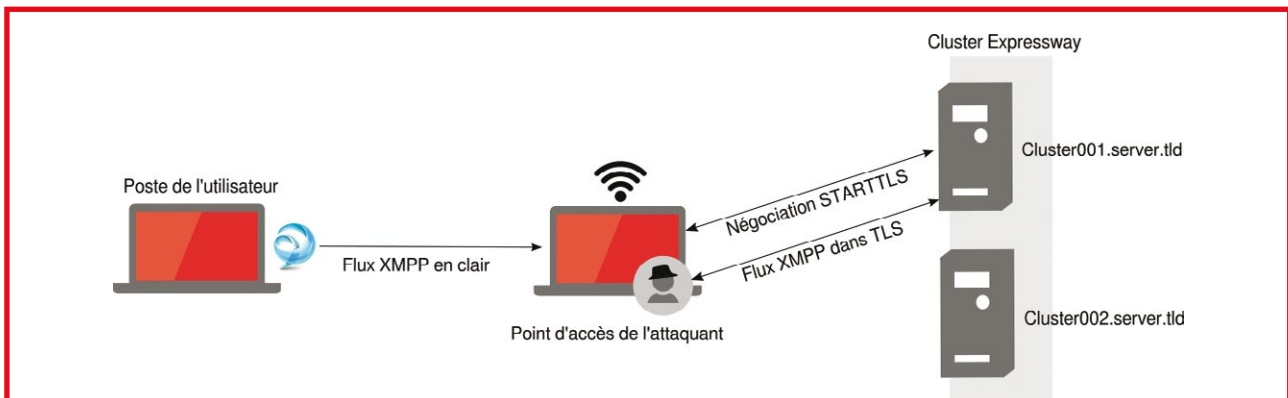 Cluster Expressway
Cluster001.server.tld
Poste de l'utilisateur
Négociation STARTTLS
Flux XMPP en clair
Flux XMPP dans TLS
Point d'accès de l'attaquant
Cluster002.server.tld